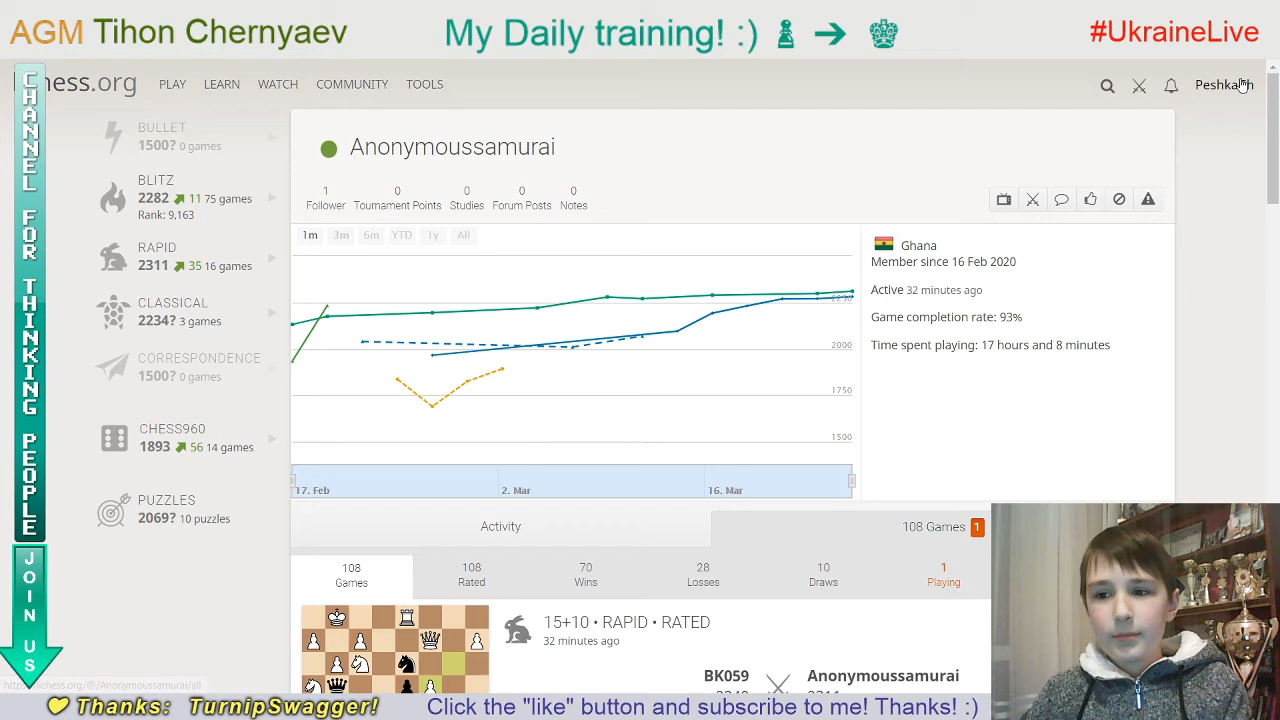 AGM Tihon Chernyaev
My Daily training! :)
#UkraineLive
hess.org
PLAY LEARN WATCH COMMUNITY TOOLS
CHANNEL FOR THINKING PEOPLE
JOIN US
BULLET
1500? 0 games
BLITZ
2282 11 75 games
Rank: 9,163
RAPID
2311 35 16 games
CLASSICAL
2234? 3 games
CORRESPONDENCE
1500? 0 games
CHESS960
1893 56 14 games
PUZZLES
2069? 10 puzzles
Anonymoussamurai
1 0 0 0 0
Follower Tournament Points Studies Forum Posts Notes
1m 3m 6m YTD 1y All
2250
2000
1750
1500
17. Feb 2. Mar 16. Mar
Ghana
Member since 16 Feb 2020
Active 32 minutes ago
Game completion rate: 93%
Time spent playing: 17 hours and 8 minutes
Activity
108 Games 1
108 108 70 28 10 1
Games Rated Wins Losses Draws Playing
15+10 • RAPID • RATED
32 minutes ago
BK059 Anonymoussamurai
https://lichess.org/@/Anonymoussamurai/all
Thanks: TurnipSwagger!
Click the "like" button and subscribe to me! Thanks! :)